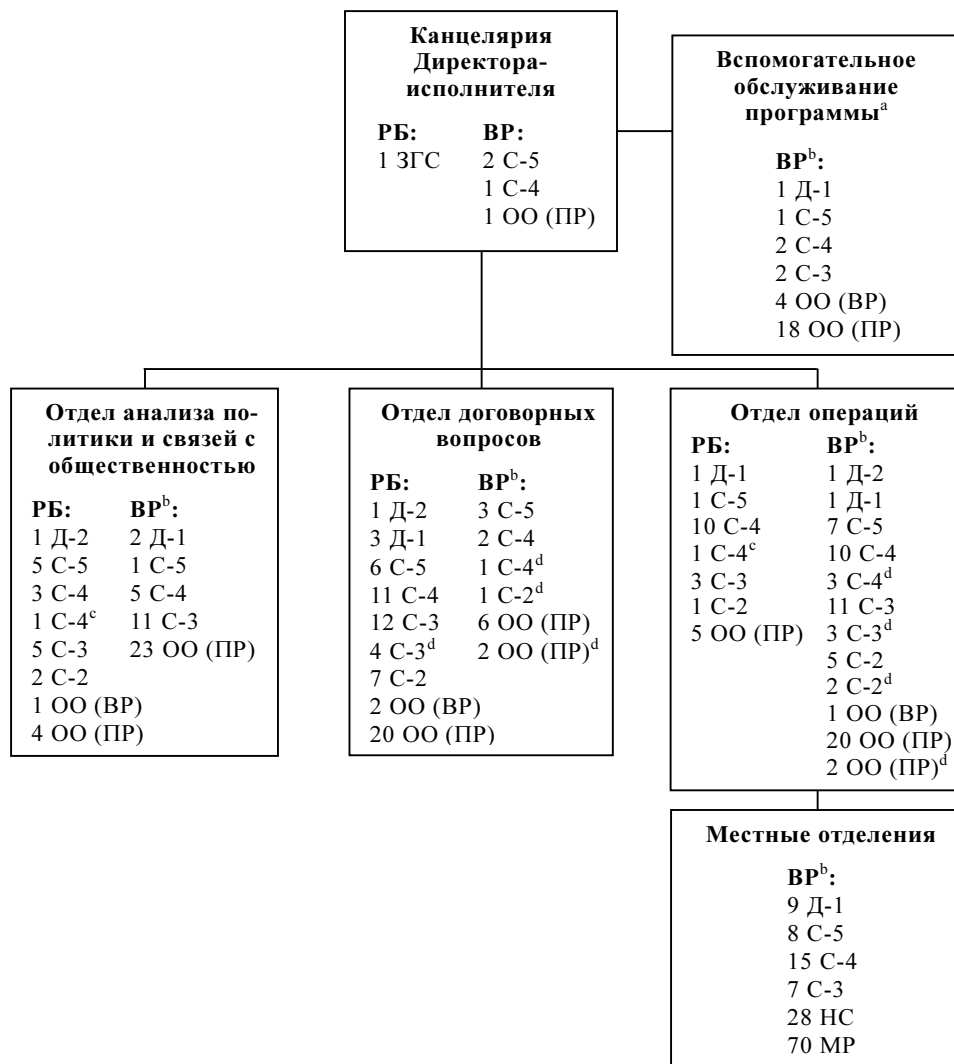 Канцелярия
Директора-
исполнителя
РБ: ВР:
1 ЗГС 2 С-5
1 С-4
1 ОО (ПР)
Вспомогательное
обслуживание
программыᵃ
ВРᵇ:
1 Д-1
1 С-5
2 С-4
2 С-3
4 ОО (ВР)
18 ОО (ПР)
Отдел анализа по-
литики и связей с
общественностью
РБ: ВРᵇ:
1 Д-2 2 Д-1
5 С-5 1 С-5
3 С-4 5 С-4
1 С-4ᶜ 11 С-3
5 С-3 23 ОО (ПР)
2 С-2
1 ОО (ВР)
4 ОО (ПР)
Отдел договорных
вопросов
РБ: ВРᵇ:
1 Д-2 3 С-5
3 Д-1 2 С-4
6 С-5 1 С-4ᵈ
11 С-4 1 С-2ᵈ
12 С-3 6 ОО (ПР)
4 С-3ᵈ 2 ОО (ПР)ᵈ
7 С-2
2 ОО (ВР)
20 ОО (ПР)
Отдел операций
РБ: ВРᵇ:
1 Д-1 1 Д-2
1 С-5 1 Д-1
10 С-4 7 С-5
1 С-4ᶜ 10 С-4
3 С-3 3 С-4ᵈ
1 С-2 11 С-3
5 ОО (ПР) 3 С-3ᵈ
5 С-2
2 С-2ᵈ
1 ОО (ВР)
20 ОО (ПР)
2 ОО (ПР)ᵈ
Местные отделения
ВРᵇ:
9 Д-1
8 С-5
15 С-4
7 С-3
28 НС
70 МР